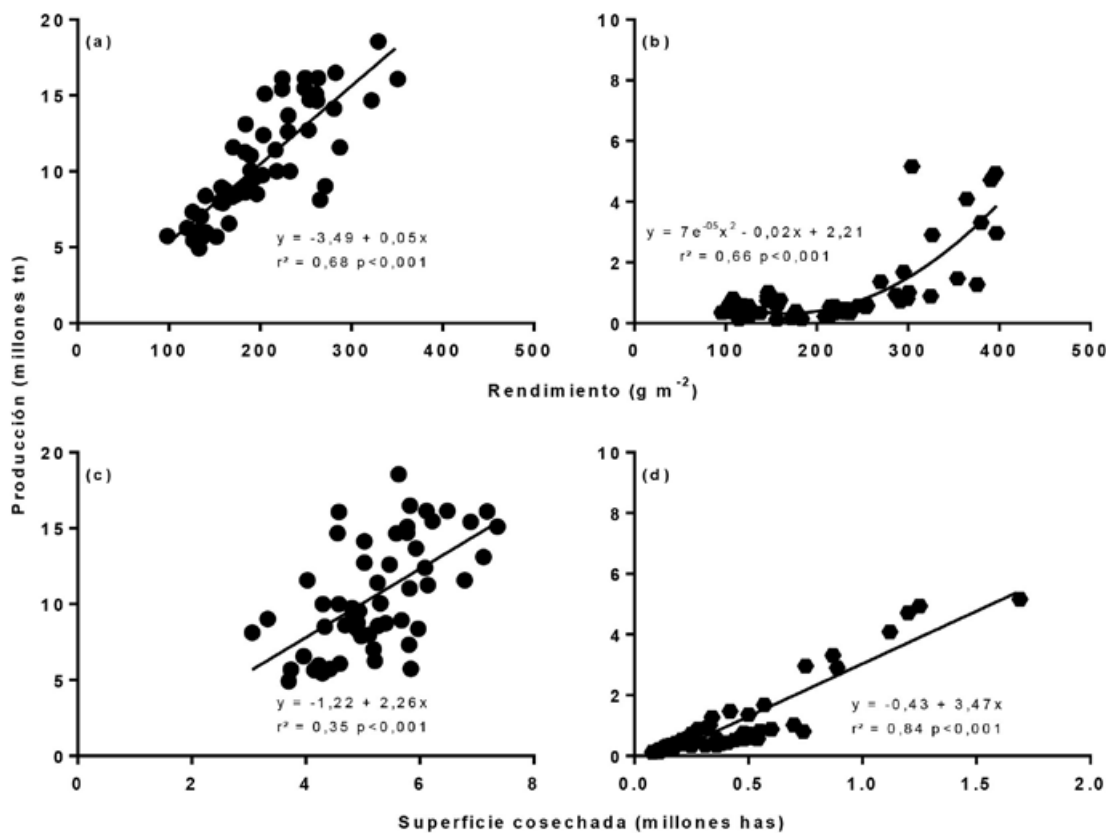 Producción (millones tn)
(a)
20
15
10
5
0
y = -3,49 + 0,05x
r² = 0,68 p<0,001
0 100 200 300 400 500
(b)
10
8
6
4
2
0
y = 7e⁻⁰⁵x² - 0,02x + 2,21
r² = 0,66 p<0,001
0 100 200 300 400 500
Rendimiento (g m⁻²)
(c)
20
15
10
5
0
y = -1,22 + 2,26x
r² = 0,35 p<0,001
0 2 4 6 8
(d)
10
8
6
4
2
0
y = -0,43 + 3,47x
r² = 0,84 p<0,001
0.0 0.5 1.0 1.5 2.0
Superficie cosechada (millones has)